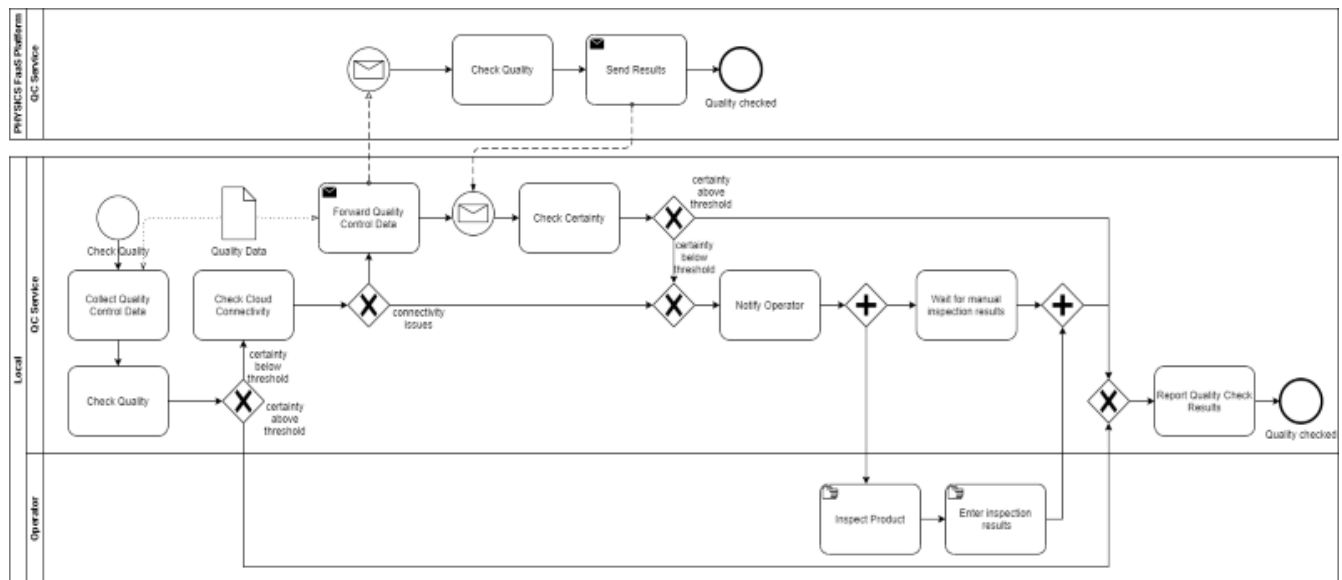 PHYSICS FaaS Platform
QC Service
Check Quality
Send Results
Quality checked
Local
QC Service
Operator
Check Quality
Quality Data
Forward Quality
Control Data
Check Certainty
certainty
above
threshold
certainty
below
threshold
Collect Quality
Control Data
Check Cloud
Connectivity
connectivity
issues
Notify Operator
Wait for manual
inspection results
certainty
below
threshold
Check Quality
certainty
above
threshold
Report Quality Check
Results
Quality checked
Inspect Product
Enter inspection
results